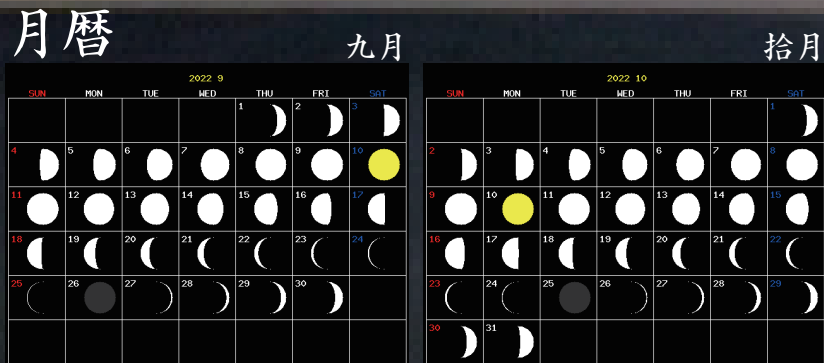 月暦
九月
拾月
2022 9
SUN MON TUE WED THU FRI SAT
1 2 3
4 5 6 7 8 9 10
11 12 13 14 15 16 17
18 19 20 21 22 23 24
25 26 27 28 29 30
2022 10
SUN MON TUE WED THU FRI SAT
1
2 3 4 5 6 7 8
9 10 11 12 13 14 15
16 17 18 19 20 21 22
23 24 25 26 27 28 29
30 31